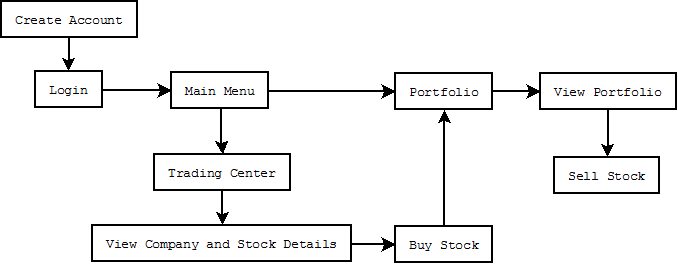 Create Account
Login
Main Menu
Portfolio
View Portfolio
Trading Center
Sell Stock
View Company and Stock Details
Buy Stock